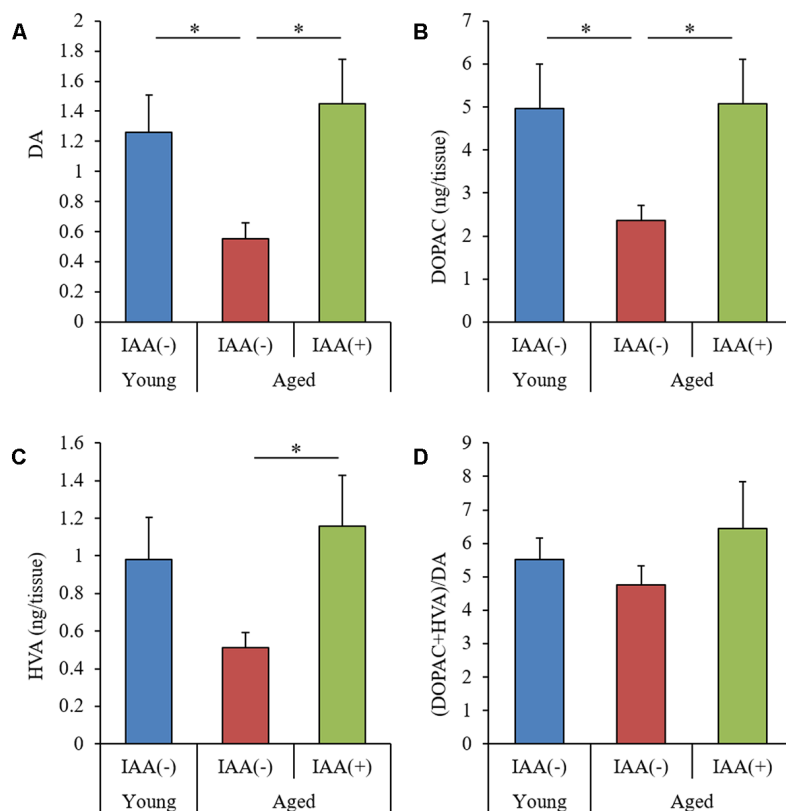 A
DA
2
1.8
1.6
1.4
1.2
1
0.8
0.6
0.4
0.2
0
* *
IAA(-) IAA(-) IAA(+)
Young Aged
B
DOPAC (ng/tissue)
7
6
5
4
3
2
1
0
* *
IAA(-) IAA(-) IAA(+)
Young Aged
C
HVA (ng/tissue)
1.6
1.4
1.2
1
0.8
0.6
0.4
0.2
0
*
IAA(-) IAA(-) IAA(+)
Young Aged
D
(DOPAC+HVA)/DA
9
8
7
6
5
4
3
2
1
0
IAA(-) IAA(-) IAA(+)
Young Aged